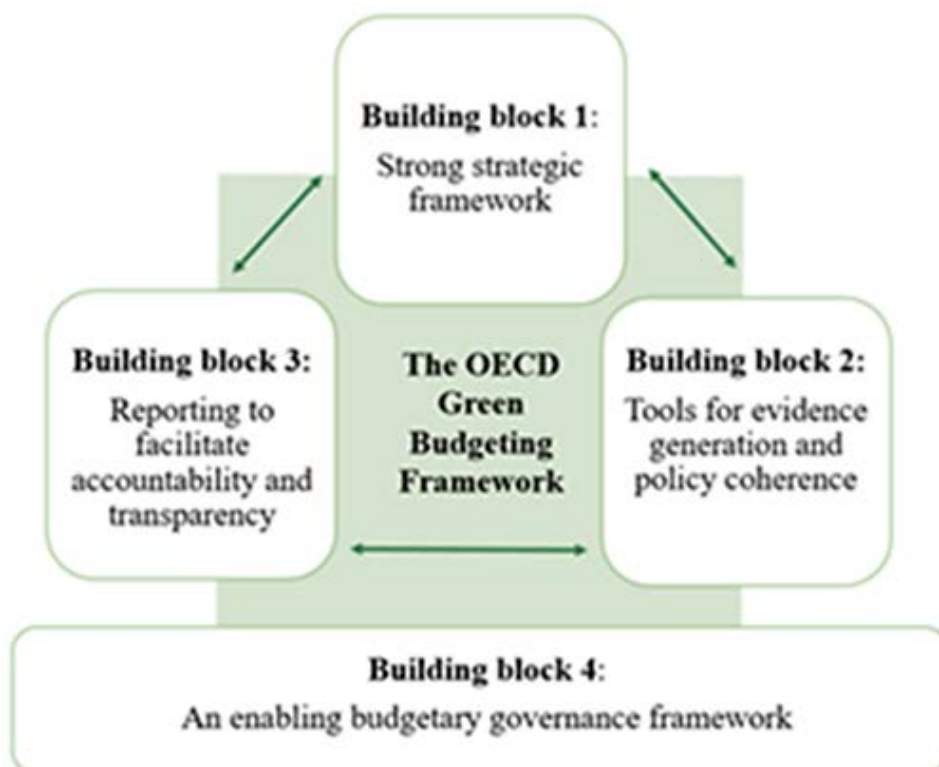 Building block 1:
Strong strategic
framework
Building block 3:
Reporting to
facilitate
accountability and
transparency
The OECD
Green
Budgeting
Framework
Building block 2:
Tools for evidence
generation and
policy coherence
Building block 4:
An enabling budgetary governance framework